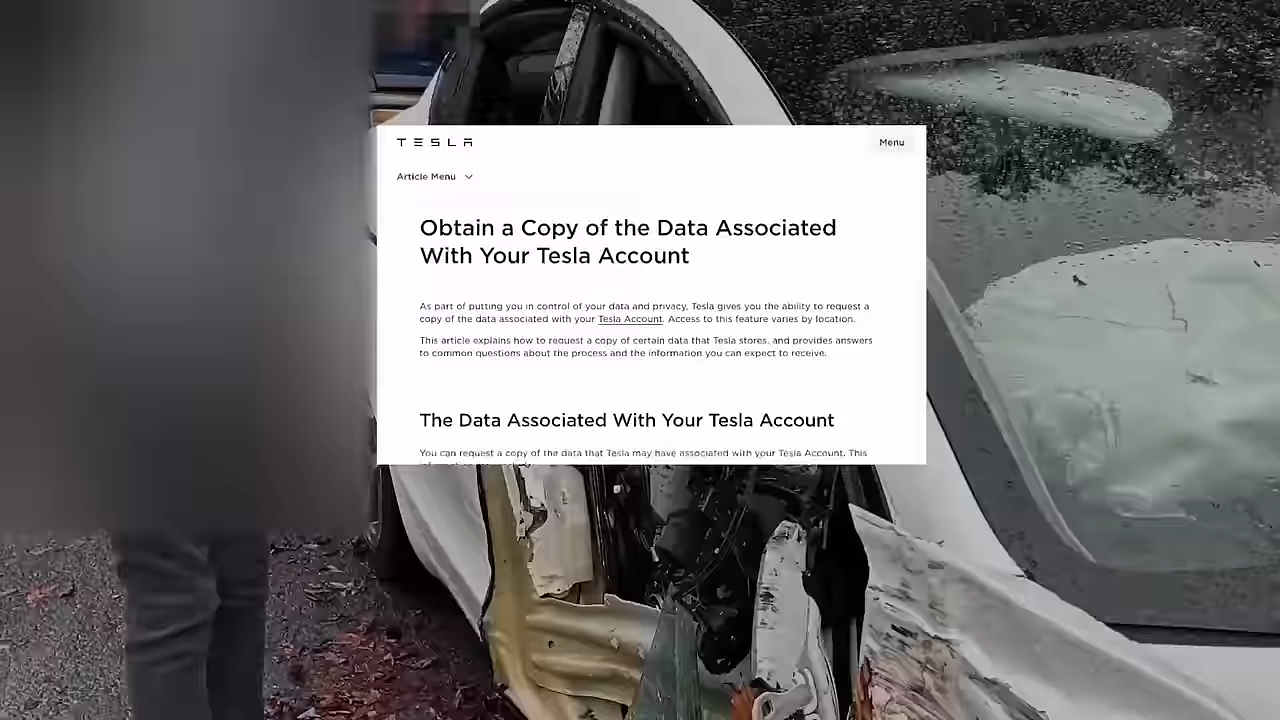 TESLA
Menu
Article Menu
Obtain a Copy of the Data Associated
With Your Tesla Account
As part of putting you in control of your data and privacy, Tesla gives you the ability to request a
copy of the data associated with your Tesla Account. Access to this feature varies by location.
This article explains how to request a copy of certain data that Tesla stores, and provides answers
to common questions about the process and the information you can expect to receive.
The Data Associated With Your Tesla Account
You can request a copy of the data that Tesla may have associated with your Tesla Account. This